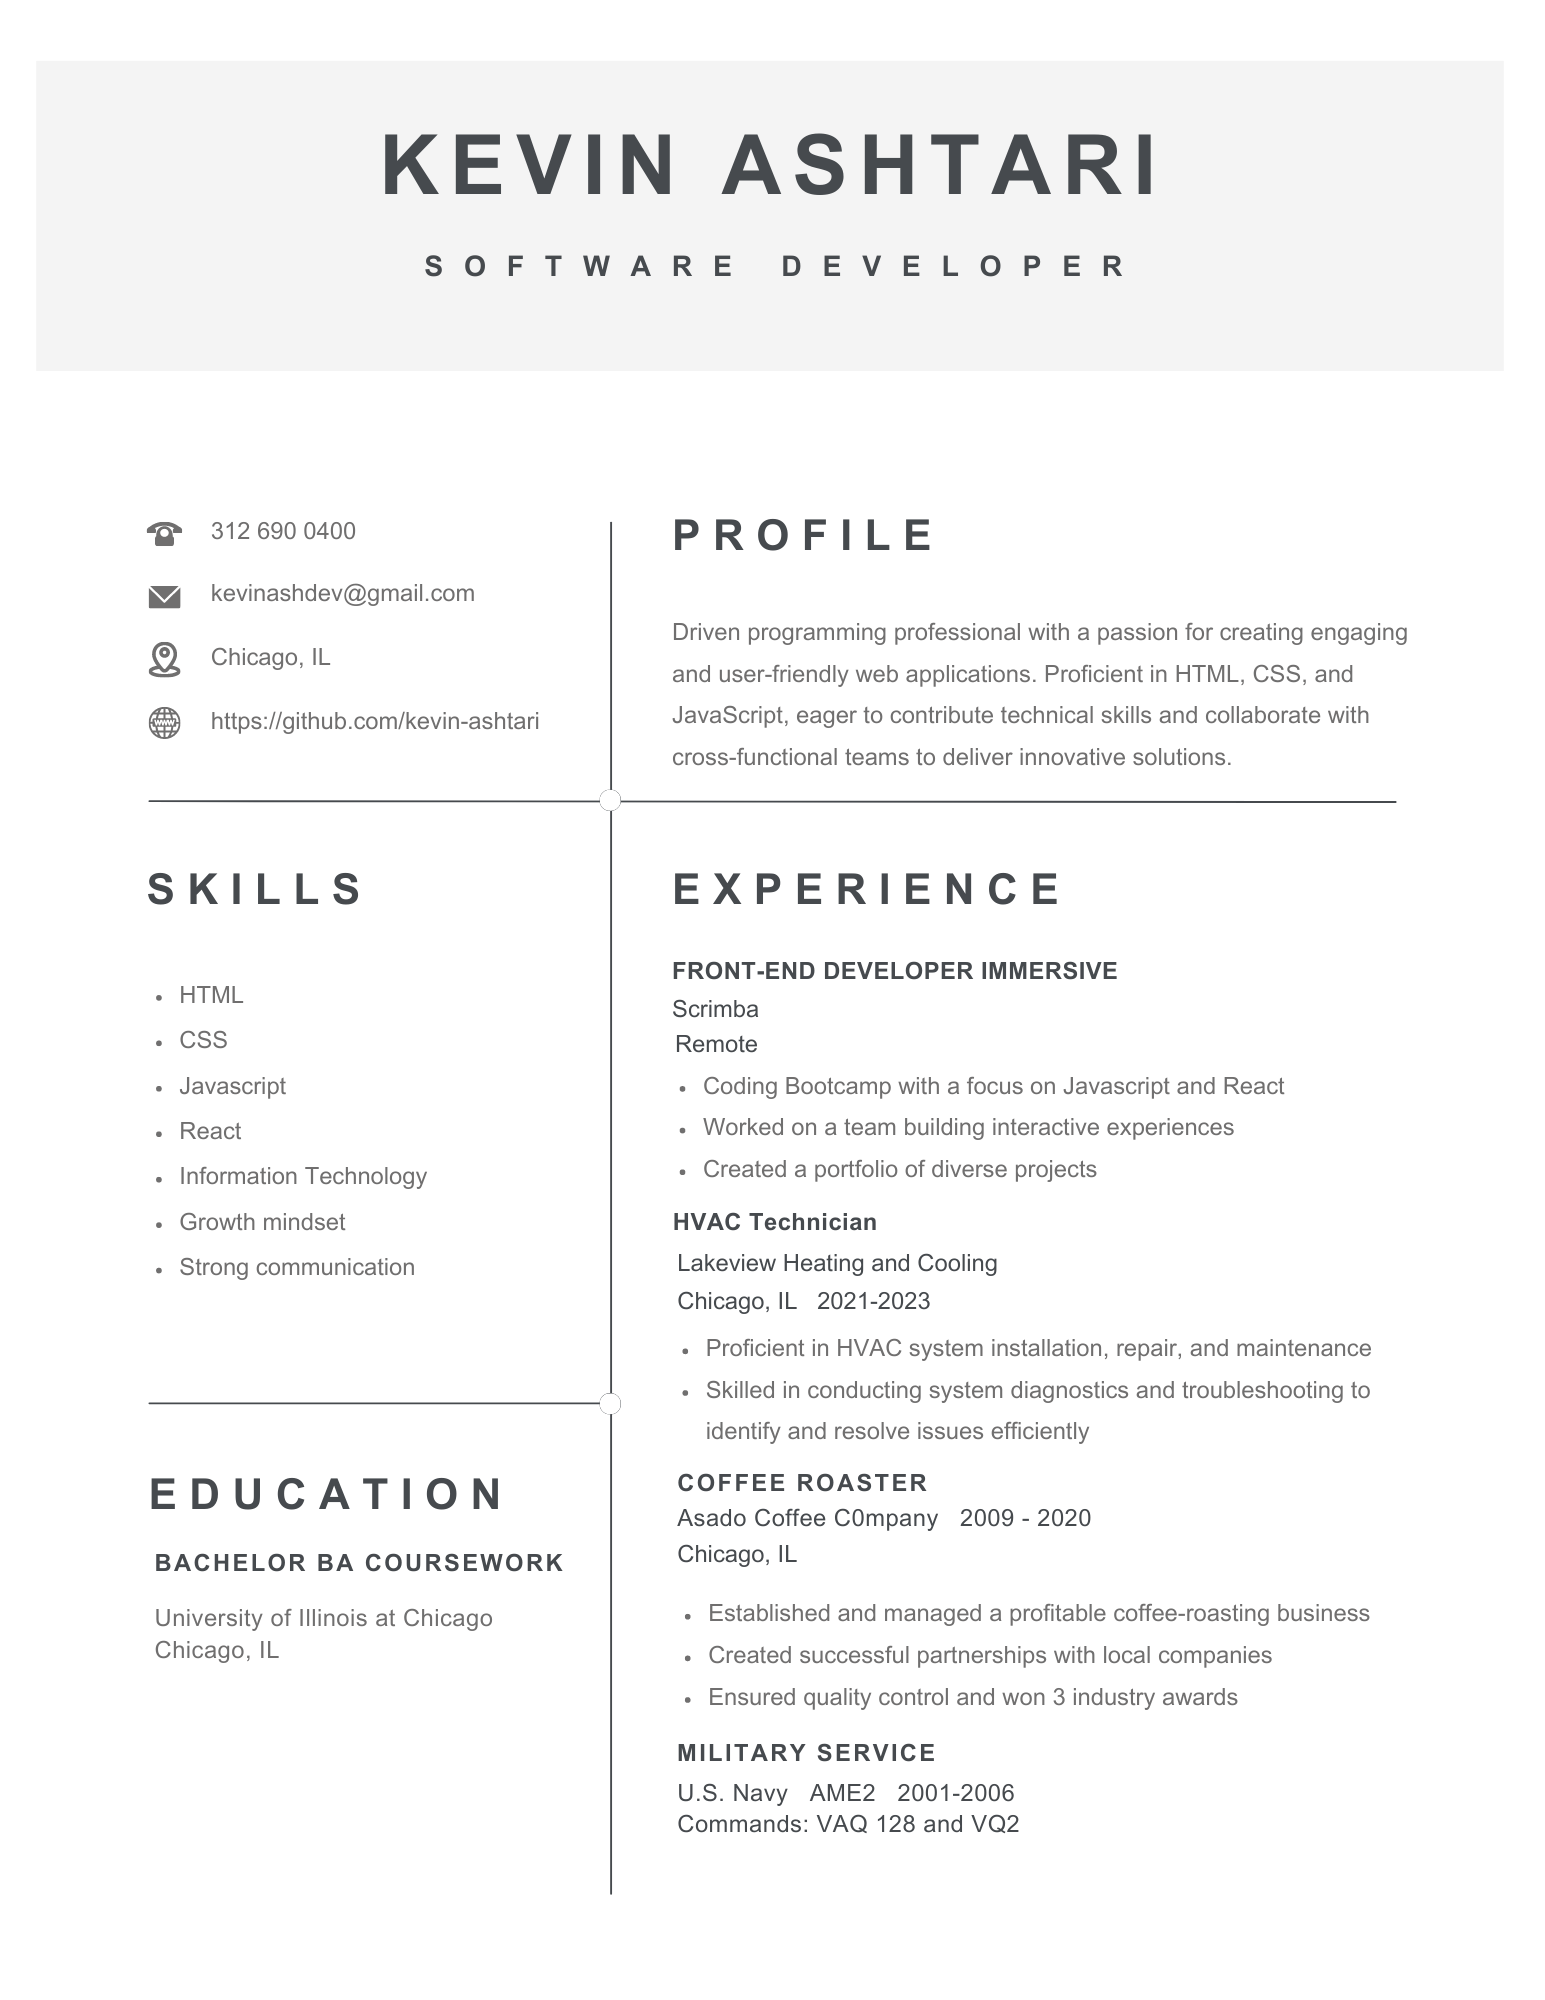 KEVIN ASHTARI
SOFTWARE DEVELOPER
312 690 0400
kevinashdev@gmail.com
Chicago, IL
https://github.com/kevin-ashtari
PROFILE
Driven programming professional with a passion for creating engaging
and user-friendly web applications. Proficient in HTML, CSS, and
JavaScript, eager to contribute technical skills and collaborate with
cross-functional teams to deliver innovative solutions.
SKILLS
• HTML
• CSS
• Javascript
• React
• Information Technology
• Growth mindset
• Strong communication
EDUCATION
BACHELOR BA COURSEWORK
University of Illinois at Chicago
Chicago, IL
EXPERIENCE
FRONT-END DEVELOPER IMMERSIVE
Scrimba
Remote
• Coding Bootcamp with a focus on Javascript and React
• Worked on a team building interactive experiences
• Created a portfolio of diverse projects
HVAC Technician
Lakeview Heating and Cooling
Chicago, IL 2021-2023
• Proficient in HVAC system installation, repair, and maintenance
• Skilled in conducting system diagnostics and troubleshooting to
identify and resolve issues efficiently
COFFEE ROASTER
Asado Coffee C0mpany 2009 - 2020
Chicago, IL
• Established and managed a profitable coffee-roasting business
• Created successful partnerships with local companies
• Ensured quality control and won 3 industry awards
MILITARY SERVICE
U.S. Navy AME2 2001-2006
Commands: VAQ 128 and VQ2